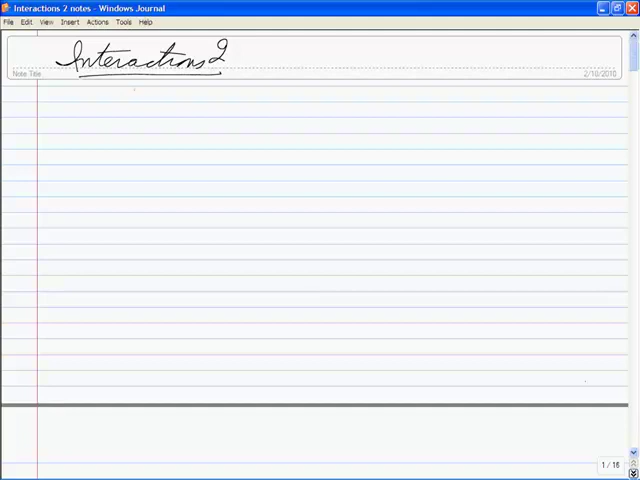 Interactions 2 notes - Windows Journal
File Edit View Insert Actions Tools Help
Interactions 2
Note Title 2/10/2010
1 / 16